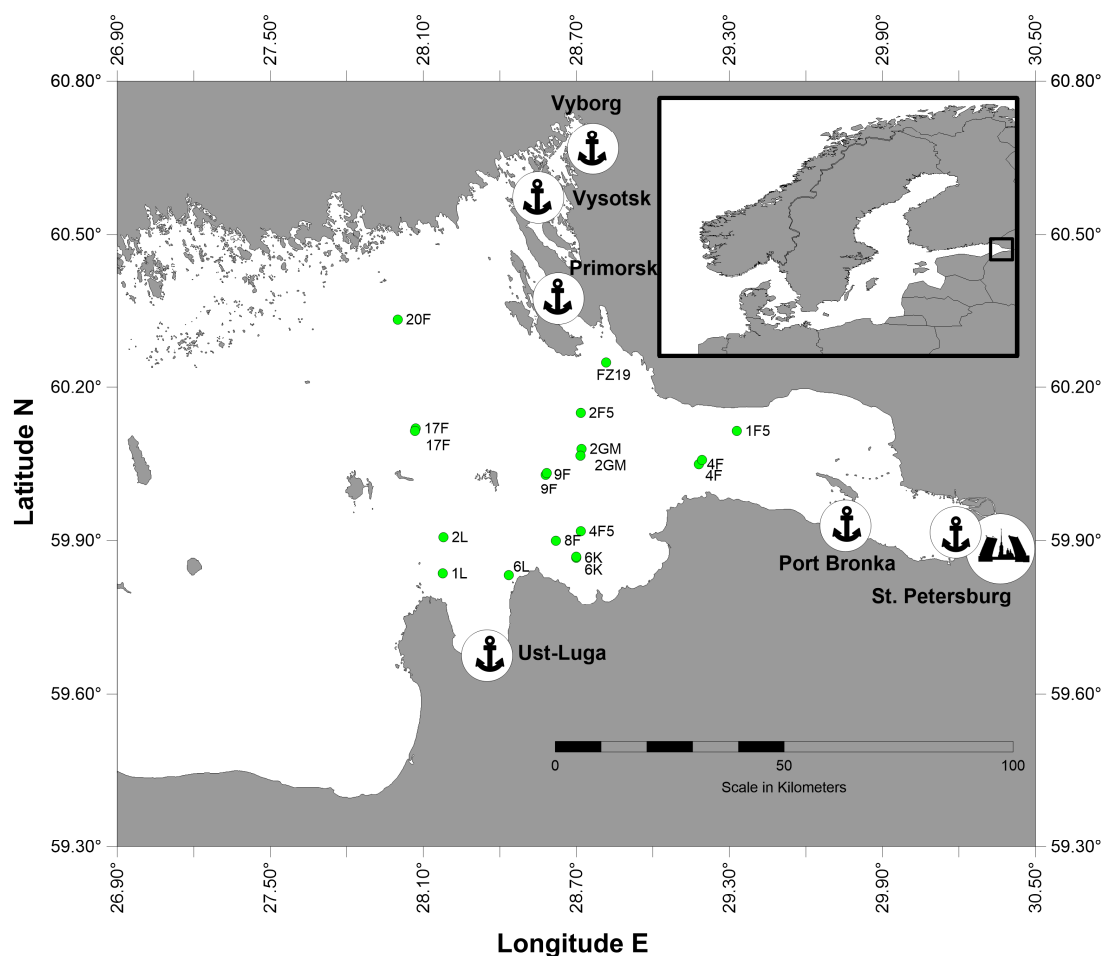 26.90°
27.50°
28.10°
28.70°
29.30°
29.90°
30.50°
60.80°
60.80°
Vyborg
Vysotsk
60.50°
60.50°
Primorsk
20F
FZ19
60.20°
60.20°
2F5
17F
17F
1F5
2GM
2GM
4F
4F
9F
9F
Latitude N
4F5
2L
8F
59.90°
59.90°
6K
6K
6L
1L
Port Bronka
St. Petersburg
Ust-Luga
59.60°
59.60°
0
50
100
Scale in Kilometers
59.30°
59.30°
26.90°
27.50°
28.10°
28.70°
29.30°
29.90°
30.50°
Longitude E